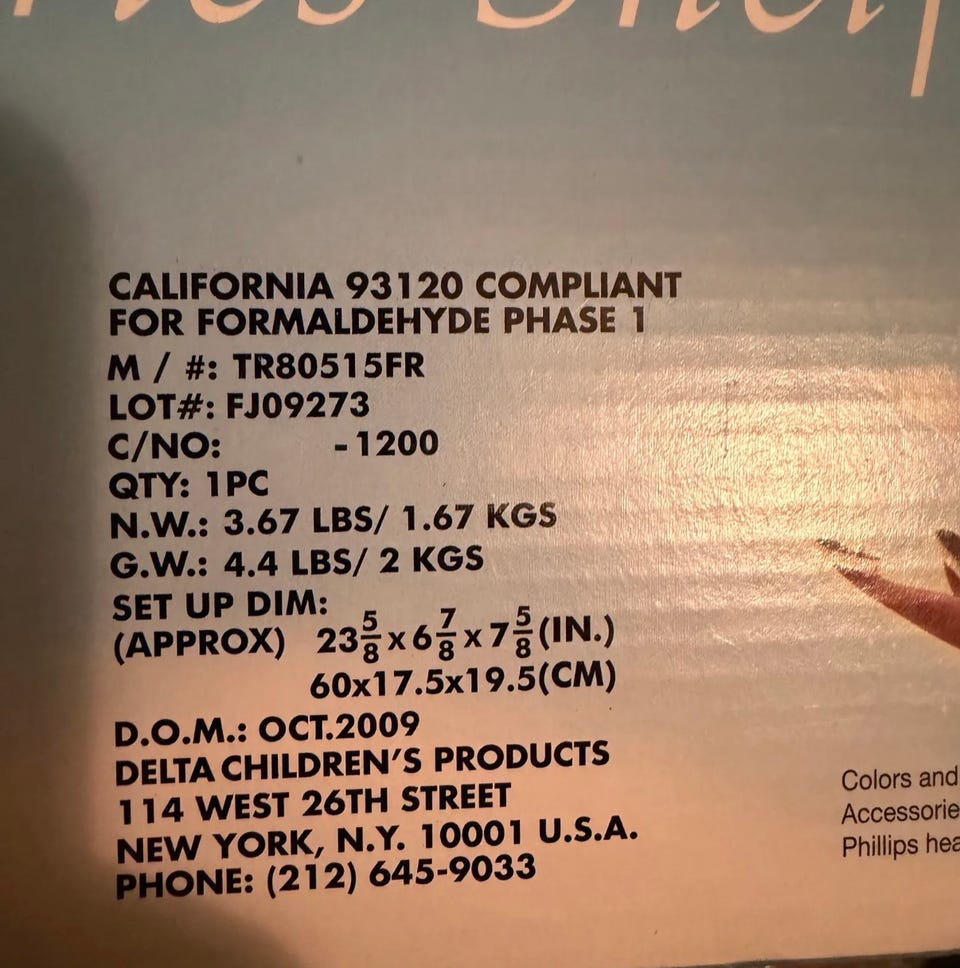 CALIFORNIA 93120 COMPLIANT
FOR FORMALDEHYDE PHASE 1
M / #: TR80515FR
LOT#: FJ09273
C/NO: -1200
QTY: 1PC
N.W.: 3.67 LBS/ 1.67 KGS
G.W.: 4.4 LBS/ 2 KGS
SET UP DIM:
(APPROX) 23 5/8 x 6 7/8 x 7 5/8 (IN.)
60x17.5x19.5(CM)
D.O.M.: OCT.2009
DELTA CHILDREN'S PRODUCTS
114 WEST 26TH STREET
NEW YORK, N.Y. 10001 U.S.A.
PHONE: (212) 645-9033
Colors and
Accessorie
Phillips hea